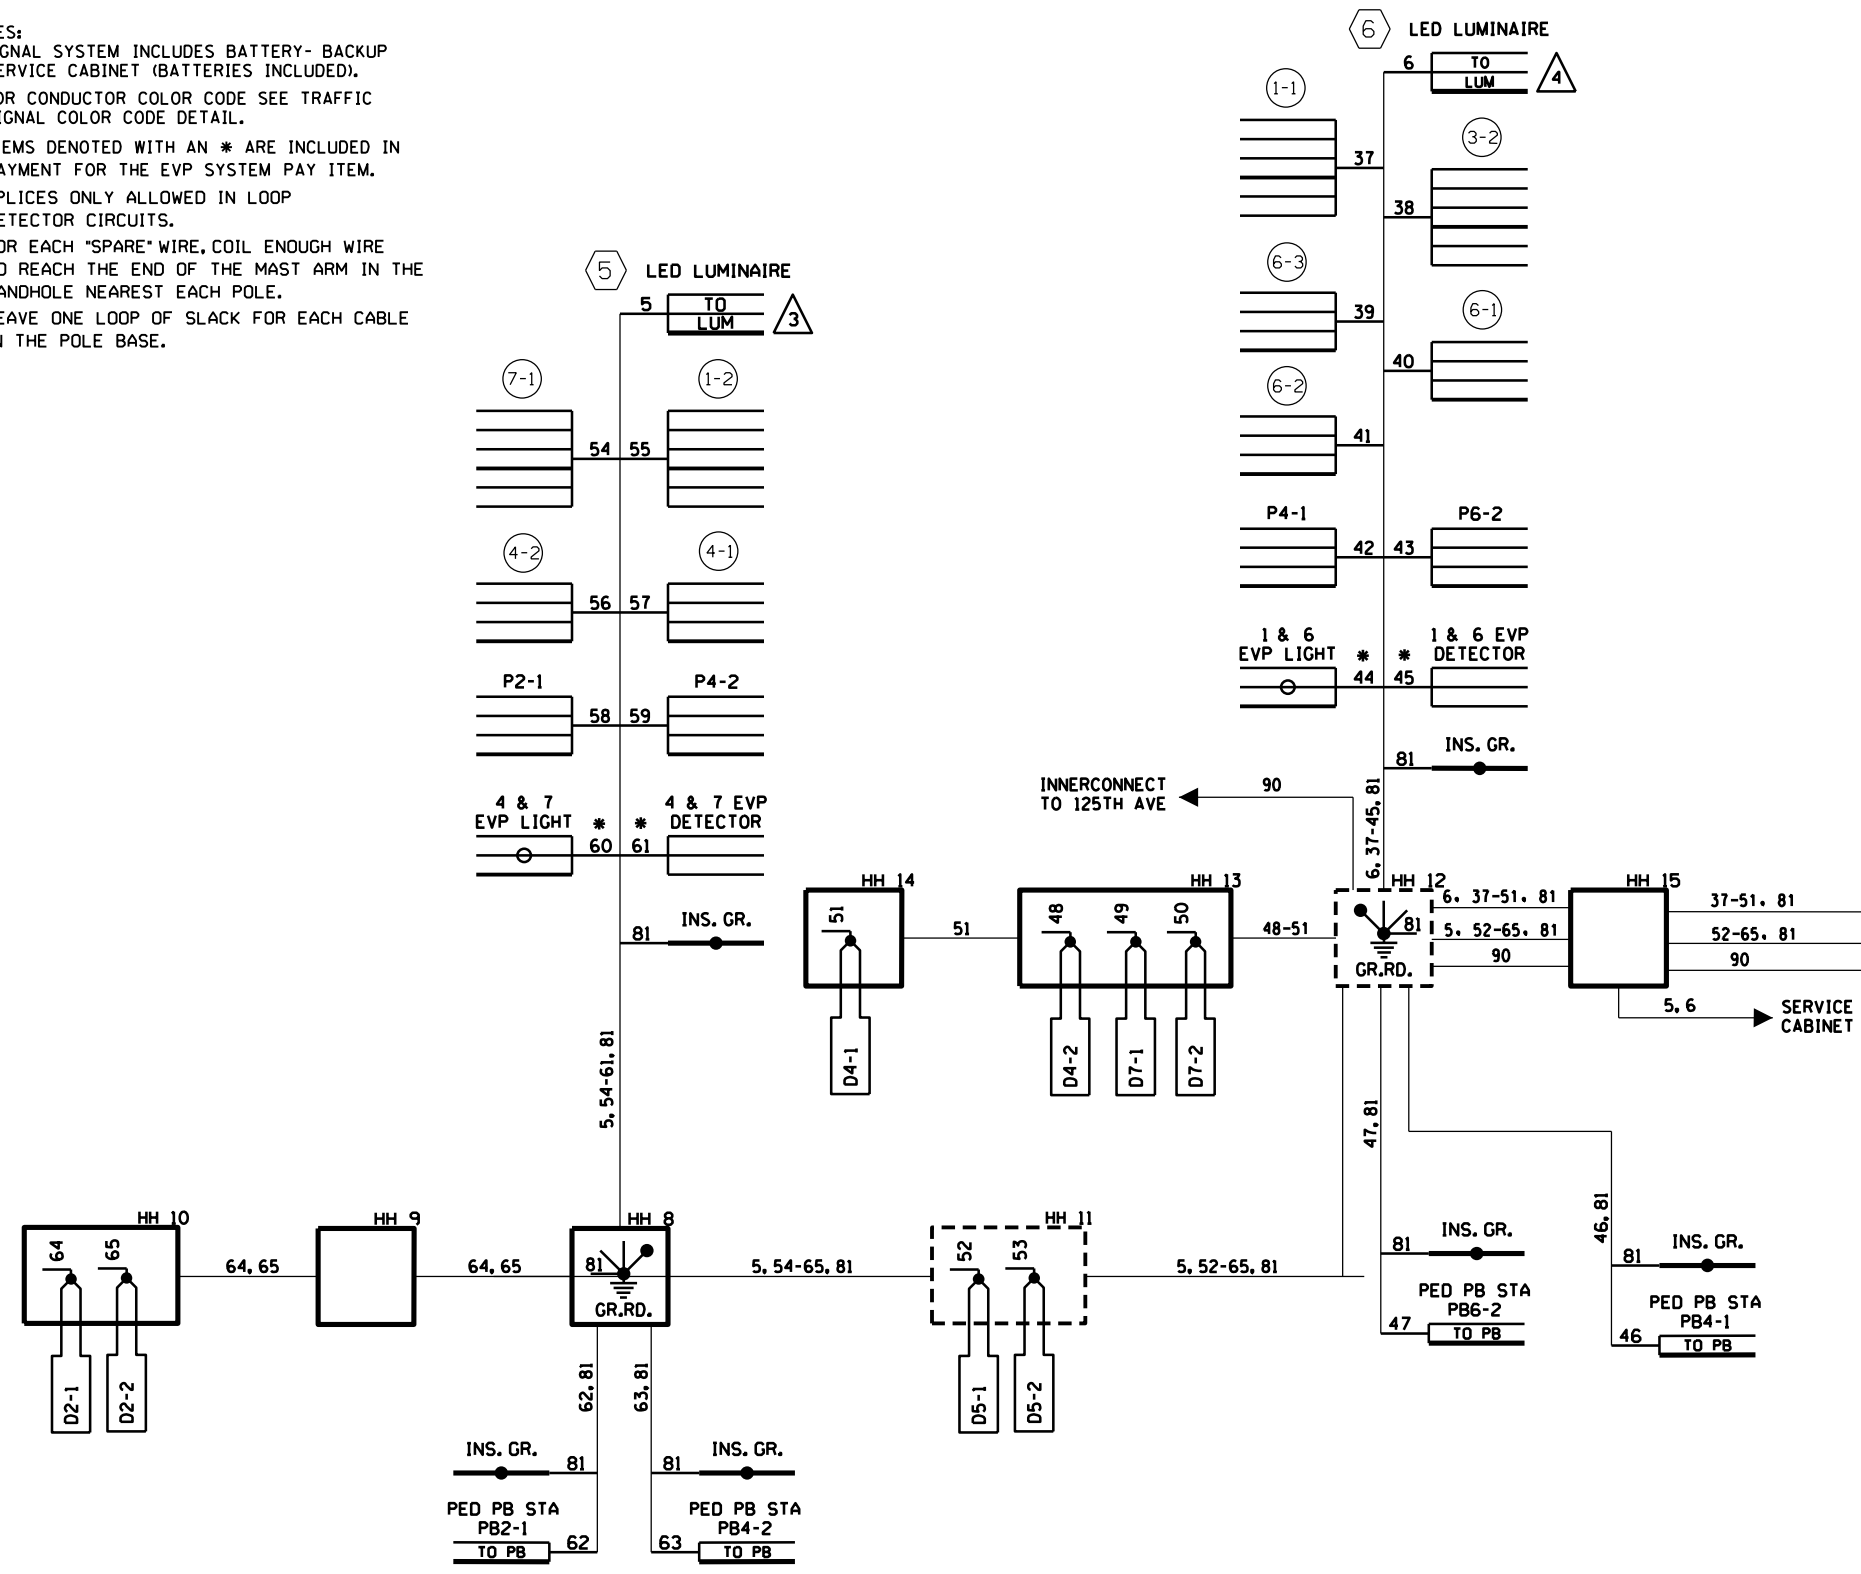 ES:
GNAL SYSTEM INCLUDES BATTERY- BACKUP
ERVICE CABINET (BATTERIES INCLUDED).
OR CONDUCTOR COLOR CODE SEE TRAFFIC
IGNAL COLOR CODE DETAIL.
EMS DENOTED WITH AN * ARE INCLUDED IN
AYMENT FOR THE EVP SYSTEM PAY ITEM.
PLICES ONLY ALLOWED IN LOOP
ETECTOR CIRCUITS.
OR EACH "SPARE" WIRE, COIL ENOUGH WIRE
O REACH THE END OF THE MAST ARM IN THE
ANDHOLE NEAREST EACH POLE.
EAVE ONE LOOP OF SLACK FOR EACH CABLE
N THE POLE BASE.
5 LED LUMINAIRE
5 TO
LUM
3
7-1
1-2
54 55
4-2
4-1
56 57
P2-1
P4-2
58 59
4 & 7
EVP LIGHT
* *
4 & 7 EVP
DETECTOR
60 61
INS. GR.
81
5, 54-61, 81
6 LED LUMINAIRE
6 TO
LUM
4
1-1
37
3-2
38
6-3
39
6-1
40
6-2
41
P4-1
P6-2
42 43
1 & 6
EVP LIGHT
* *
1 & 6 EVP
DETECTOR
44 45
INS. GR.
81
INNERCONNECT
TO 125TH AVE
90
6, 37-45, 81
HH 14
51
D4-1
51
HH 13
48
49
50
D4-2
D7-1
D7-2
48-51
HH 12
81
GR.RD.
6, 37-51, 81
5, 52-65, 81
90
HH 15
37-51, 81
52-65, 81
90
5, 6
SERVICE
CABINET
47, 81
46, 81
HH 10
64
65
D2-1
D2-2
64, 65
HH 9
64, 65
HH 8
81
GR.RD.
5, 54-65, 81
HH 11
52
53
D5-1
D5-2
5, 52-65, 81
INS. GR.
81
PED PB STA
PB6-2
47 TO PB
INS. GR.
81
PED PB STA
PB4-1
46 TO PB
62, 81
63, 81
INS. GR.
81
INS. GR.
81
PED PB STA
PB2-1
TO PB 62
PED PB STA
PB4-2
63 TO PB